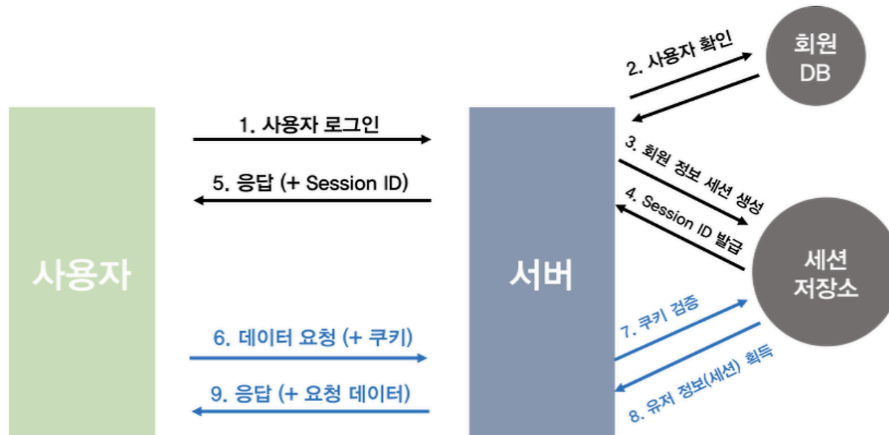 사용자
서버
회원
DB
세션
저장소
1. 사용자 로그인
2. 사용자 확인
3. 회원 정보 세션 생성
4. Session ID 발급
5. 응답 (+ Session ID)
6. 데이터 요청 (+ 쿠키)
7. 쿠키 검증
8. 유저 정보(세션) 획득
9. 응답 (+ 요청 데이터)